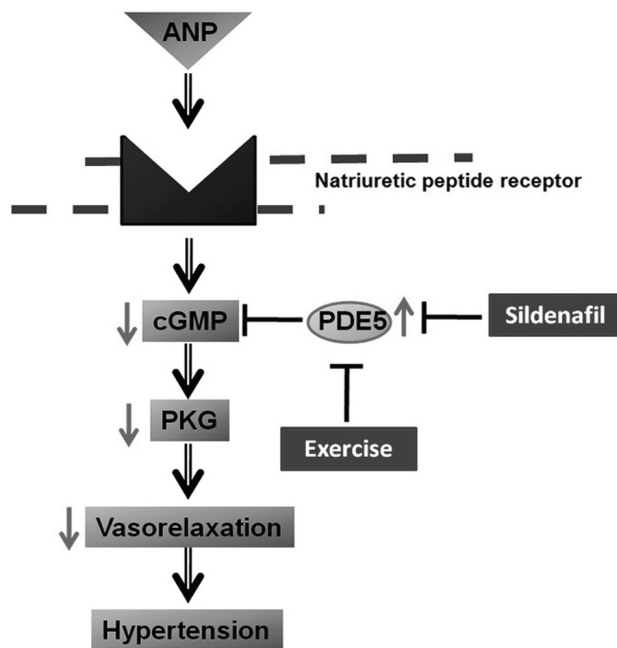 ANP
Natriuretic peptide receptor
cGMP
PDE5
Sildenafil
PKG
Exercise
Vasorelaxation
Hypertension